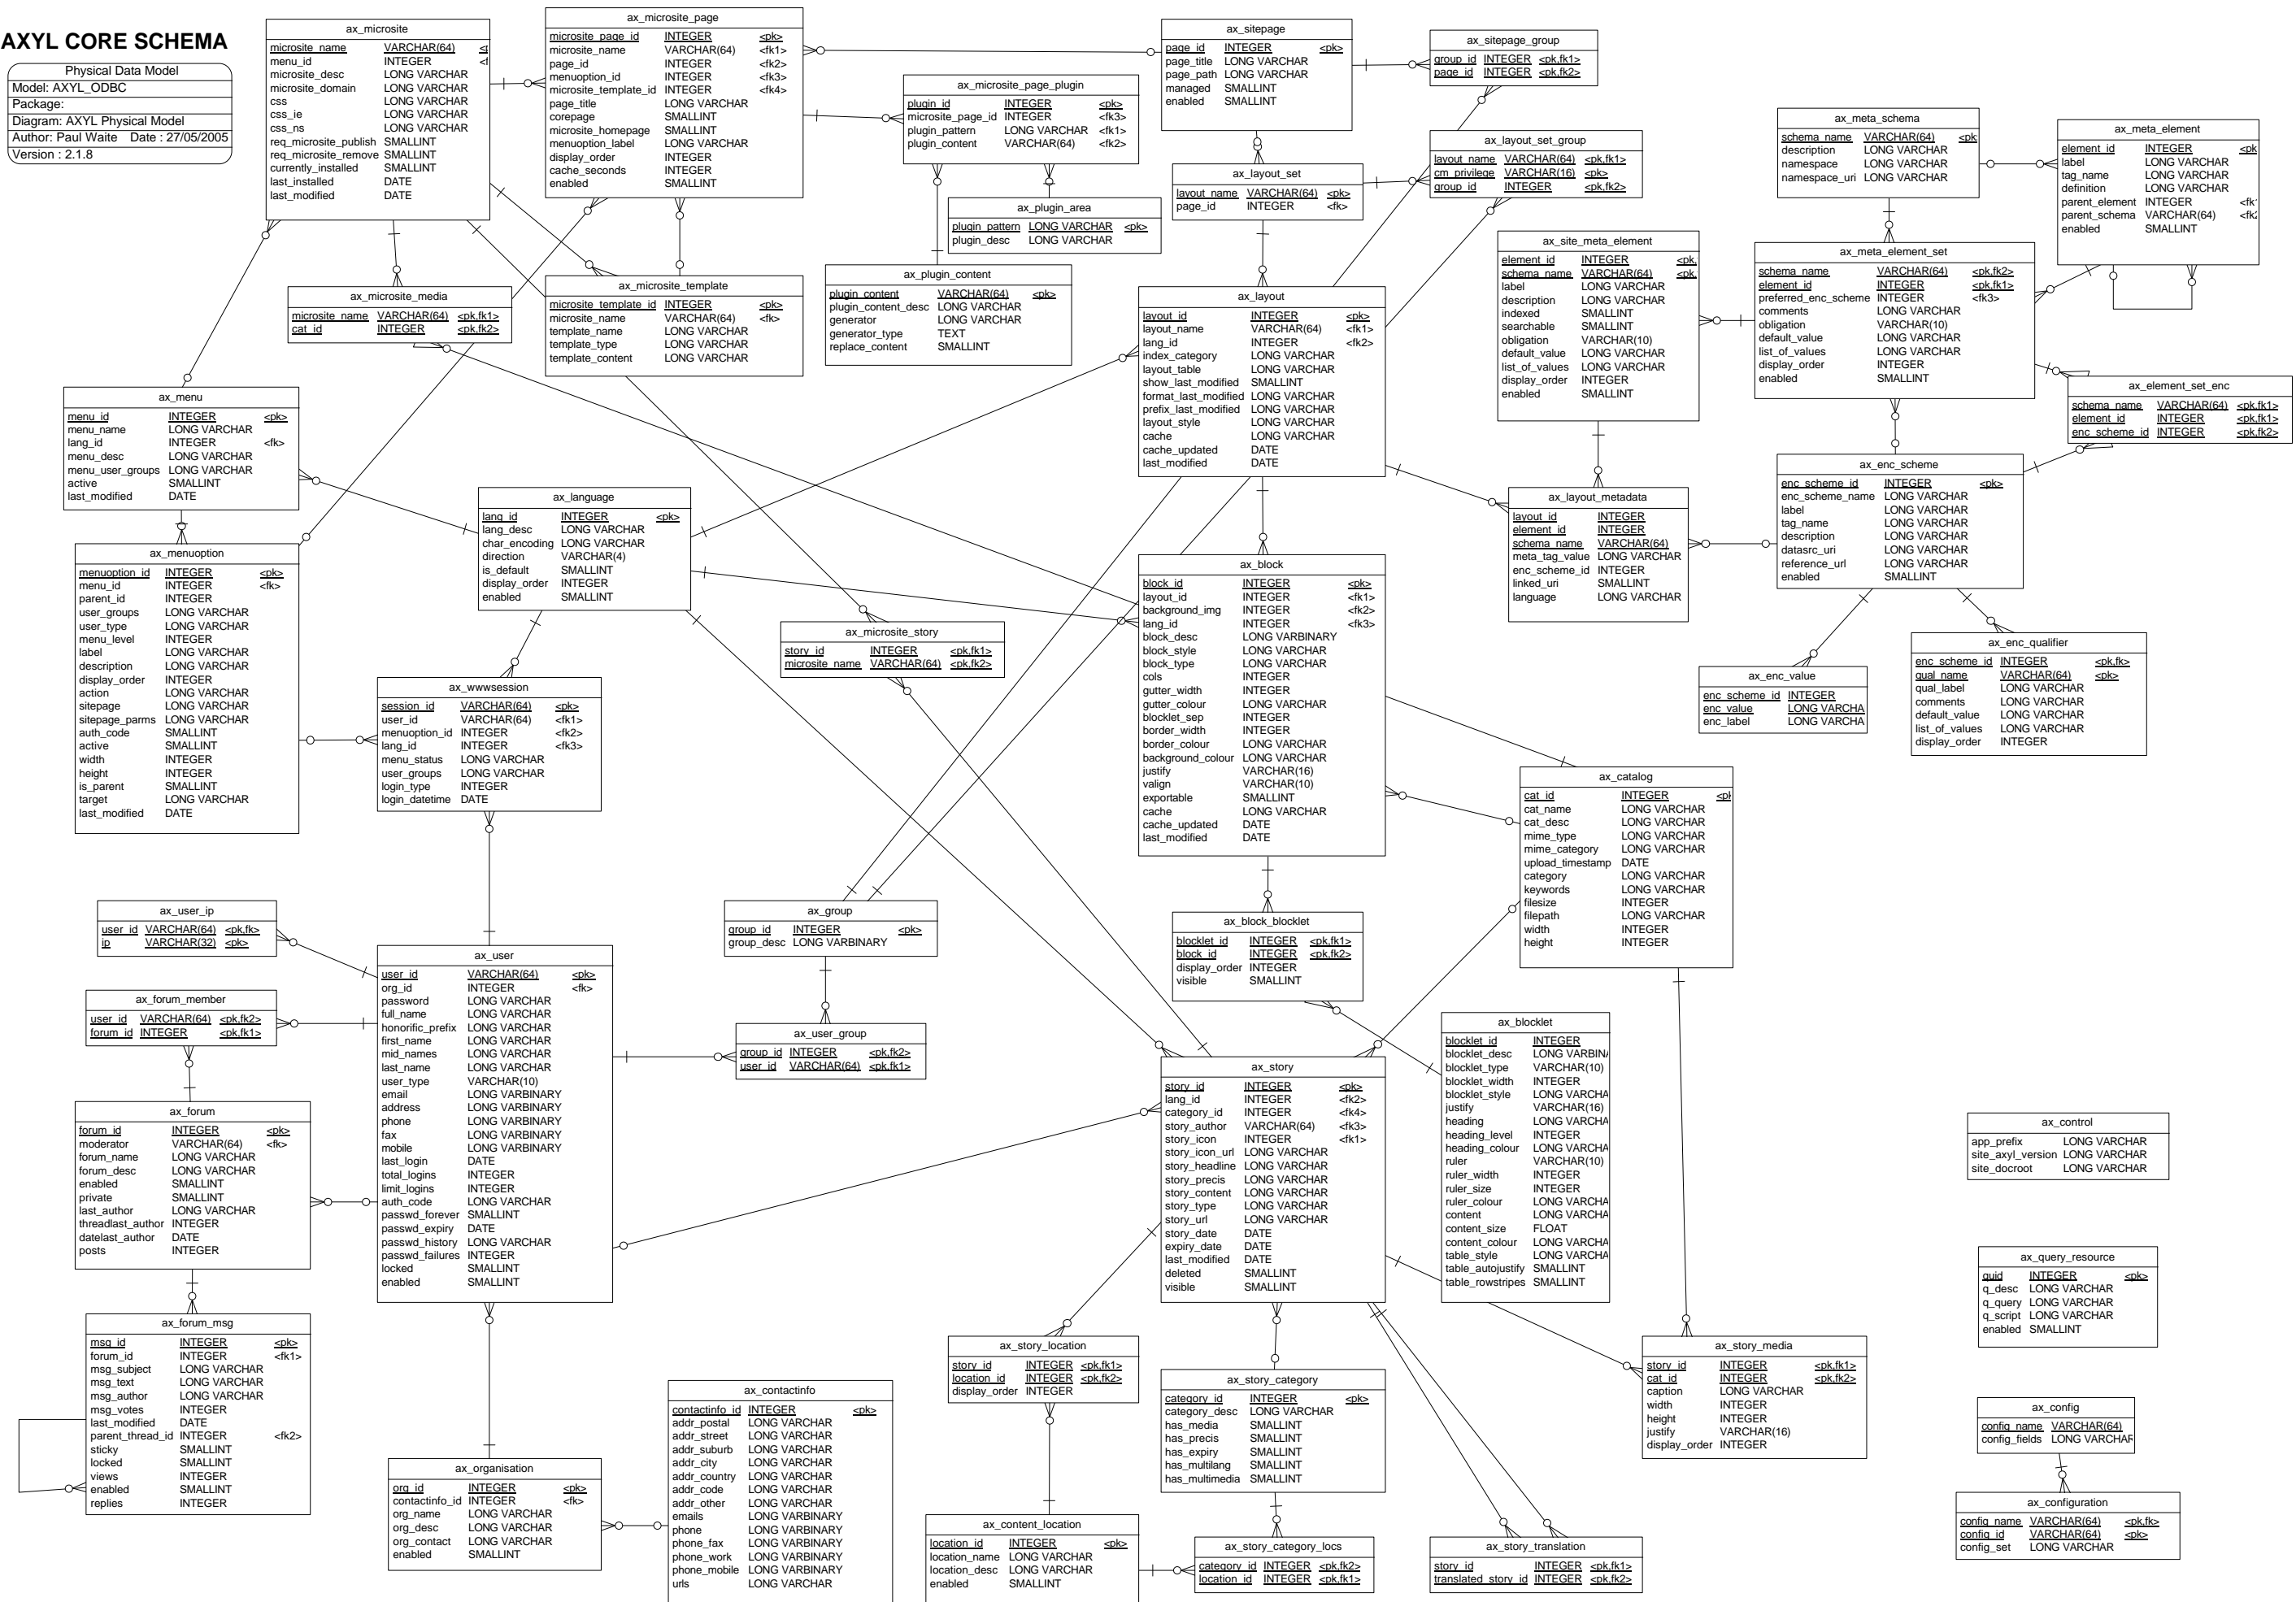 AXYL CORE SCHEMA
Physical Data Model
Model: AXYL_ODBC
Package:
Diagram: AXYL Physical Model
Author: Paul Waite Date : 27/05/2005
Version : 2.1.8
ax_microsite
microsite_name VARCHAR(64)
menu_id INTEGER
microsite_desc LONG VARCHAR
microsite_domain LONG VARCHAR
css LONG VARCHAR
css_ie LONG VARCHAR
css_ns LONG VARCHAR
req_microsite_publish SMALLINT
req_microsite_remove SMALLINT
currently_installed SMALLINT
last_installed DATE
last_modified DATE
ax_microsite_page
microsite_page_id INTEGER <pk>
microsite_name VARCHAR(64) <fk1>
page_id INTEGER <fk2>
menuoption_id INTEGER <fk3>
microsite_template_id INTEGER <fk4>
page_title LONG VARCHAR
corepage SMALLINT
microsite_homepage SMALLINT
menuoption_label LONG VARCHAR
display_order INTEGER
cache_seconds INTEGER
enabled SMALLINT
ax_microsite_page_plugin
plugin_id INTEGER <pk>
microsite_page_id INTEGER <fk3>
plugin_pattern LONG VARCHAR <fk1>
plugin_content VARCHAR(64) <fk2>
ax_sitepage
page_id INTEGER <pk>
page_title LONG VARCHAR
page_path LONG VARCHAR
managed SMALLINT
enabled SMALLINT
ax_sitepage_group
group_id INTEGER <pk,fk1>
page_id INTEGER <pk,fk2>
ax_layout_set_group
layout_name VARCHAR(64) <pk,fk1>
cm_privilege VARCHAR(16) <pk>
group_id INTEGER <pk,fk2>
ax_layout_set
layout_name VARCHAR(64) <pk>
page_id INTEGER <fk>
ax_meta_schema
schema_name VARCHAR(64) <pk
description LONG VARCHAR
namespace LONG VARCHAR
namespace_uri LONG VARCHAR
ax_meta_element
element_id INTEGER <pk
label LONG VARCHAR
tag_name LONG VARCHAR
definition LONG VARCHAR
parent_element INTEGER <fk1
parent_schema VARCHAR(64) <fk2
enabled SMALLINT
ax_plugin_area
plugin_pattern LONG VARCHAR <pk>
plugin_desc LONG VARCHAR
ax_plugin_content
plugin_content VARCHAR(64) <pk>
plugin_content_desc LONG VARCHAR
generator LONG VARCHAR
generator_type TEXT
replace_content SMALLINT
ax_microsite_media
microsite_name VARCHAR(64) <pk,fk1>
cat_id INTEGER <pk,fk2>
ax_microsite_template
microsite_template_id INTEGER <pk>
microsite_name VARCHAR(64) <fk>
template_name LONG VARCHAR
template_type LONG VARCHAR
template_content LONG VARCHAR
ax_layout
layout_id INTEGER <pk>
layout_name VARCHAR(64) <fk1>
lang_id INTEGER <fk2>
index_category LONG VARCHAR
layout_table LONG VARCHAR
show_last_modified SMALLINT
format_last_modified LONG VARCHAR
prefix_last_modified LONG VARCHAR
layout_style LONG VARCHAR
cache LONG VARCHAR
cache_updated DATE
last_modified DATE
ax_site_meta_element
element_id INTEGER <pk,
schema_name VARCHAR(64) <pk,
label LONG VARCHAR
description LONG VARCHAR
indexed SMALLINT
searchable SMALLINT
obligation VARCHAR(10)
default_value LONG VARCHAR
list_of_values LONG VARCHAR
display_order INTEGER
enabled SMALLINT
ax_meta_element_set
schema_name VARCHAR(64) <pk,fk2>
element_id INTEGER <pk,fk1>
preferred_enc_scheme INTEGER <fk3>
comments LONG VARCHAR
obligation VARCHAR(10)
default_value LONG VARCHAR
list_of_values LONG VARCHAR
display_order INTEGER
enabled SMALLINT
ax_element_set_enc
schema_name VARCHAR(64) <pk,fk1>
element_id INTEGER <pk,fk1>
enc_scheme_id INTEGER <pk,fk2>
ax_menu
menu_id INTEGER <pk>
menu_name LONG VARCHAR
lang_id INTEGER <fk>
menu_desc LONG VARCHAR
menu_user_groups LONG VARCHAR
active SMALLINT
last_modified DATE
ax_language
lang_id INTEGER <pk>
lang_desc LONG VARCHAR
char_encoding LONG VARCHAR
direction VARCHAR(4)
is_default SMALLINT
display_order INTEGER
enabled SMALLINT
ax_layout_metadata
layout_id INTEGER
element_id INTEGER
schema_name VARCHAR(64)
meta_tag_value LONG VARCHAR
enc_scheme_id INTEGER
linked_uri SMALLINT
language LONG VARCHAR
ax_enc_scheme
enc_scheme_id INTEGER <pk>
enc_scheme_name LONG VARCHAR
label LONG VARCHAR
tag_name LONG VARCHAR
description LONG VARCHAR
datasrc_uri LONG VARCHAR
reference_url LONG VARCHAR
enabled SMALLINT
ax_menuoption
menuoption_id INTEGER <pk>
menu_id INTEGER <fk>
parent_id INTEGER
user_groups LONG VARCHAR
user_type LONG VARCHAR
menu_level INTEGER
label LONG VARCHAR
description LONG VARCHAR
display_order INTEGER
action LONG VARCHAR
sitepage LONG VARCHAR
sitepage_parms LONG VARCHAR
auth_code SMALLINT
active SMALLINT
width INTEGER
height INTEGER
is_parent SMALLINT
target LONG VARCHAR
last_modified DATE
ax_block
block_id INTEGER <pk>
layout_id INTEGER <fk1>
background_img INTEGER <fk2>
lang_id INTEGER <fk3>
block_desc LONG VARBINARY
block_style LONG VARCHAR
block_type LONG VARCHAR
cols INTEGER
gutter_width INTEGER
gutter_colour LONG VARCHAR
blocklet_sep INTEGER
border_width INTEGER
border_colour LONG VARCHAR
background_colour LONG VARCHAR
justify VARCHAR(16)
valign VARCHAR(10)
exportable SMALLINT
cache LONG VARCHAR
cache_updated DATE
last_modified DATE
ax_microsite_story
story_id INTEGER <pk,fk1>
microsite_name VARCHAR(64) <pk,fk2>
ax_enc_value
enc_scheme_id INTEGER
enc_value LONG VARCHA
enc_label LONG VARCHA
ax_enc_qualifier
enc_scheme_id INTEGER <pk,fk>
qual_name VARCHAR(64) <pk>
qual_label LONG VARCHAR
comments LONG VARCHAR
default_value LONG VARCHAR
list_of_values LONG VARCHAR
display_order INTEGER
ax_wwwsession
session_id VARCHAR(64) <pk>
user_id VARCHAR(64) <fk1>
menuoption_id INTEGER <fk2>
lang_id INTEGER <fk3>
menu_status LONG VARCHAR
user_groups LONG VARCHAR
login_type INTEGER
login_datetime DATE
ax_catalog
cat_id INTEGER <pk
cat_name LONG VARCHAR
cat_desc LONG VARCHAR
mime_type LONG VARCHAR
mime_category LONG VARCHAR
upload_timestamp DATE
category LONG VARCHAR
keywords LONG VARCHAR
filesize INTEGER
filepath LONG VARCHAR
width INTEGER
height INTEGER
ax_user_ip
user_id VARCHAR(64) <pk,fk>
ip VARCHAR(32) <pk>
ax_group
group_id INTEGER <pk>
group_desc LONG VARBINARY
ax_block_blocklet
blocklet_id INTEGER <pk,fk1>
block_id INTEGER <pk,fk2>
display_order INTEGER
visible SMALLINT
ax_user
user_id VARCHAR(64) <pk>
org_id INTEGER <fk>
password LONG VARCHAR
full_name LONG VARCHAR
honorific_prefix LONG VARCHAR
first_name LONG VARCHAR
mid_names LONG VARCHAR
last_name LONG VARCHAR
user_type VARCHAR(10)
email LONG VARBINARY
address LONG VARBINARY
phone LONG VARBINARY
fax LONG VARBINARY
mobile LONG VARBINARY
last_login DATE
total_logins INTEGER
limit_logins INTEGER
auth_code LONG VARCHAR
passwd_forever SMALLINT
passwd_expiry DATE
passwd_history LONG VARCHAR
passwd_failures INTEGER
locked SMALLINT
enabled SMALLINT
ax_forum_member
user_id VARCHAR(64) <pk,fk2>
forum_id INTEGER <pk,fk1>
ax_user_group
group_id INTEGER <pk,fk2>
user_id VARCHAR(64) <pk,fk1>
ax_blocklet
blocklet_id INTEGER
blocklet_desc LONG VARBIN
blocklet_type VARCHAR(10)
blocklet_width INTEGER
blocklet_style LONG VARCHA
justify VARCHAR(16)
heading LONG VARCHA
heading_level INTEGER
heading_colour LONG VARCHA
ruler VARCHAR(10)
ruler_width INTEGER
ruler_size INTEGER
ruler_colour LONG VARCHA
content LONG VARCHA
content_size FLOAT
content_colour LONG VARCHA
table_style LONG VARCHA
table_autojustify SMALLINT
table_rowstripes SMALLINT
ax_story
story_id INTEGER <pk>
lang_id INTEGER <fk2>
category_id INTEGER <fk4>
story_author VARCHAR(64) <fk3>
story_icon INTEGER <fk1>
story_icon_url LONG VARCHAR
story_headline LONG VARCHAR
story_precis LONG VARCHAR
story_content LONG VARCHAR
story_type LONG VARCHAR
story_url LONG VARCHAR
story_date DATE
expiry_date DATE
last_modified DATE
deleted SMALLINT
visible SMALLINT
ax_forum
forum_id INTEGER <pk>
moderator VARCHAR(64) <fk>
forum_name LONG VARCHAR
forum_desc LONG VARCHAR
enabled SMALLINT
private SMALLINT
last_author LONG VARCHAR
threadlast_author INTEGER
datelast_author DATE
posts INTEGER
ax_control
app_prefix LONG VARCHAR
site_axyl_version LONG VARCHAR
site_docroot LONG VARCHAR
ax_query_resource
quid INTEGER <pk>
q_desc LONG VARCHAR
q_query LONG VARCHAR
q_script LONG VARCHAR
enabled SMALLINT
ax_forum_msg
msg_id INTEGER <pk>
forum_id INTEGER <fk1>
msg_subject LONG VARCHAR
msg_text LONG VARCHAR
msg_author LONG VARCHAR
msg_votes INTEGER
last_modified DATE
parent_thread_id INTEGER <fk2>
sticky SMALLINT
locked SMALLINT
views INTEGER
enabled SMALLINT
replies INTEGER
ax_story_location
story_id INTEGER <pk,fk1>
location_id INTEGER <pk,fk2>
display_order INTEGER
ax_story_media
story_id INTEGER <pk,fk1>
cat_id INTEGER <pk,fk2>
caption LONG VARCHAR
width INTEGER
height INTEGER
justify VARCHAR(16)
display_order INTEGER
ax_story_category
category_id INTEGER <pk>
category_desc LONG VARCHAR
has_media SMALLINT
has_precis SMALLINT
has_expiry SMALLINT
has_multilang SMALLINT
has_multimedia SMALLINT
ax_contactinfo
contactinfo_id INTEGER <pk>
addr_postal LONG VARCHAR
addr_street LONG VARCHAR
addr_suburb LONG VARCHAR
addr_city LONG VARCHAR
addr_country LONG VARCHAR
addr_code LONG VARCHAR
addr_other LONG VARCHAR
emails LONG VARBINARY
phone LONG VARBINARY
phone_fax LONG VARBINARY
phone_work LONG VARBINARY
phone_mobile LONG VARBINARY
urls LONG VARCHAR
ax_config
config_name VARCHAR(64)
config_fields LONG VARCHAR
ax_organisation
org_id INTEGER <pk>
contactinfo_id INTEGER <fk>
org_name LONG VARCHAR
org_desc LONG VARCHAR
org_contact LONG VARCHAR
enabled SMALLINT
ax_configuration
config_name VARCHAR(64) <pk,fk>
config_id VARCHAR(64) <pk>
config_set LONG VARCHAR
ax_content_location
location_id INTEGER <pk>
location_name LONG VARCHAR
location_desc LONG VARCHAR
enabled SMALLINT
ax_story_category_locs
category_id INTEGER <pk,fk2>
location_id INTEGER <pk,fk1>
ax_story_translation
story_id INTEGER <pk,fk1>
translated_story_id INTEGER <pk,fk2>